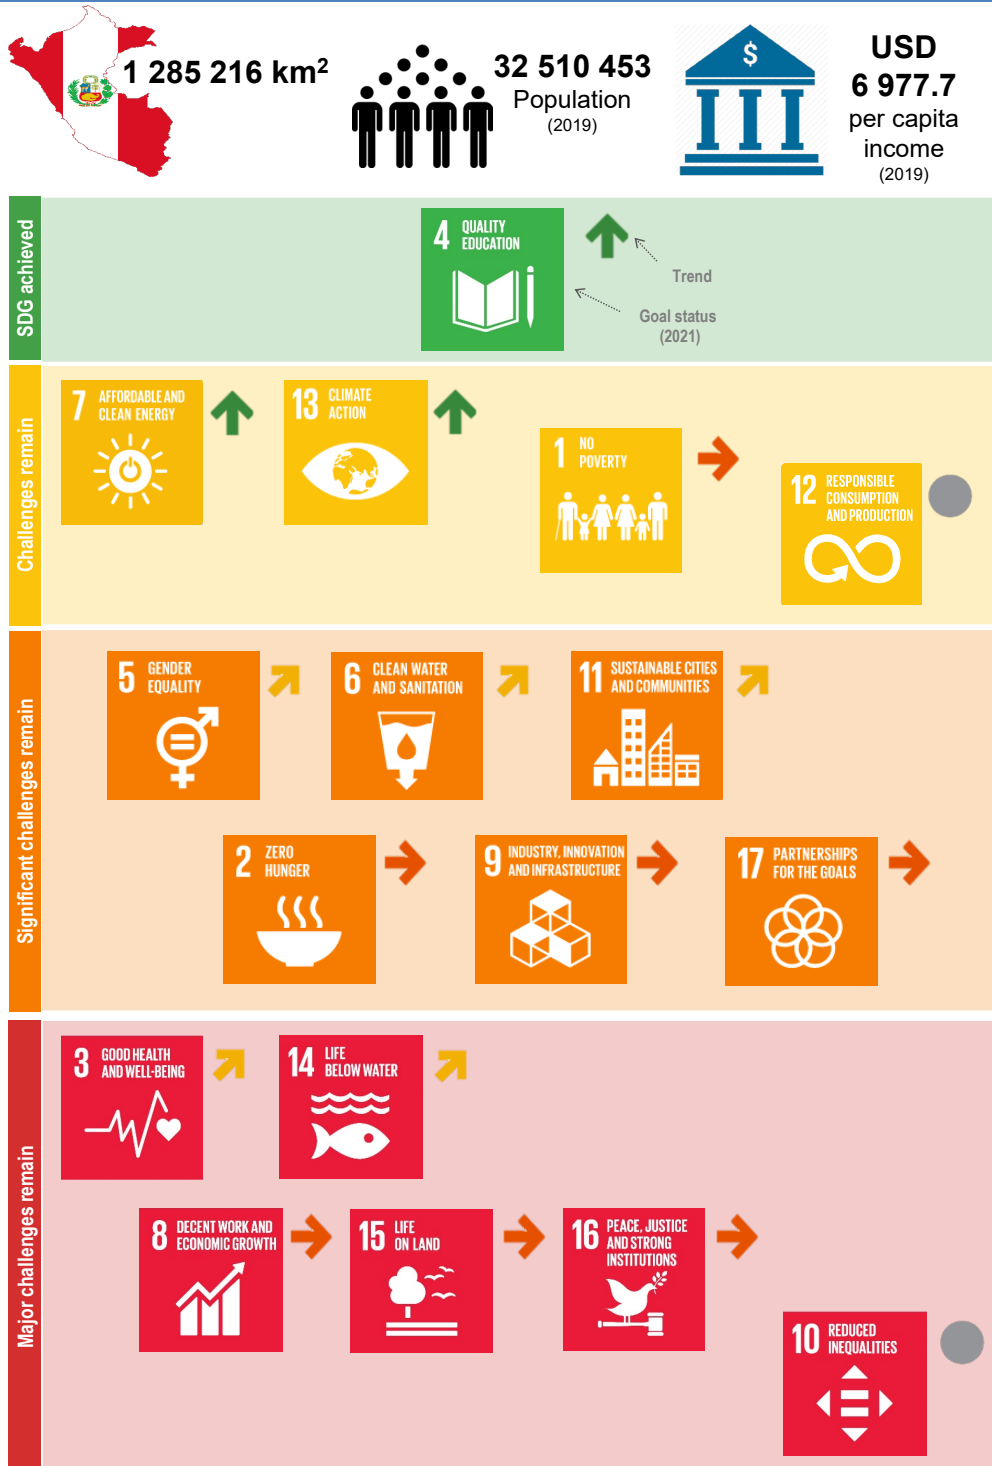 1 285 216 km²
32 510 453
Population
(2019)
$
USD
6 977.7
per capita
income
(2019)
SDG achieved
4 QUALITY
EDUCATION
Trend
Goal status
(2021)
Challenges remain
7 AFFORDABLE AND
CLEAN ENERGY
13 CLIMATE
ACTION
1 NO
POVERTY
12 RESPONSIBLE
CONSUMPTION
AND PRODUCTION
Significant challenges remain
5 GENDER
EQUALITY
6 CLEAN WATER
AND SANITATION
11 SUSTAINABLE CITIES
AND COMMUNITIES
2 ZERO
HUNGER
9 INDUSTRY, INNOVATION
AND INFRASTRUCTURE
17 PARTNERSHIPS
FOR THE GOALS
Major challenges remain
3 GOOD HEALTH
AND WELL-BEING
14 LIFE
BELOW WATER
8 DECENT WORK AND
ECONOMIC GROWTH
15 LIFE
ON LAND
16 PEACE, JUSTICE
AND STRONG
INSTITUTIONS
10 REDUCED
INEQUALITIES